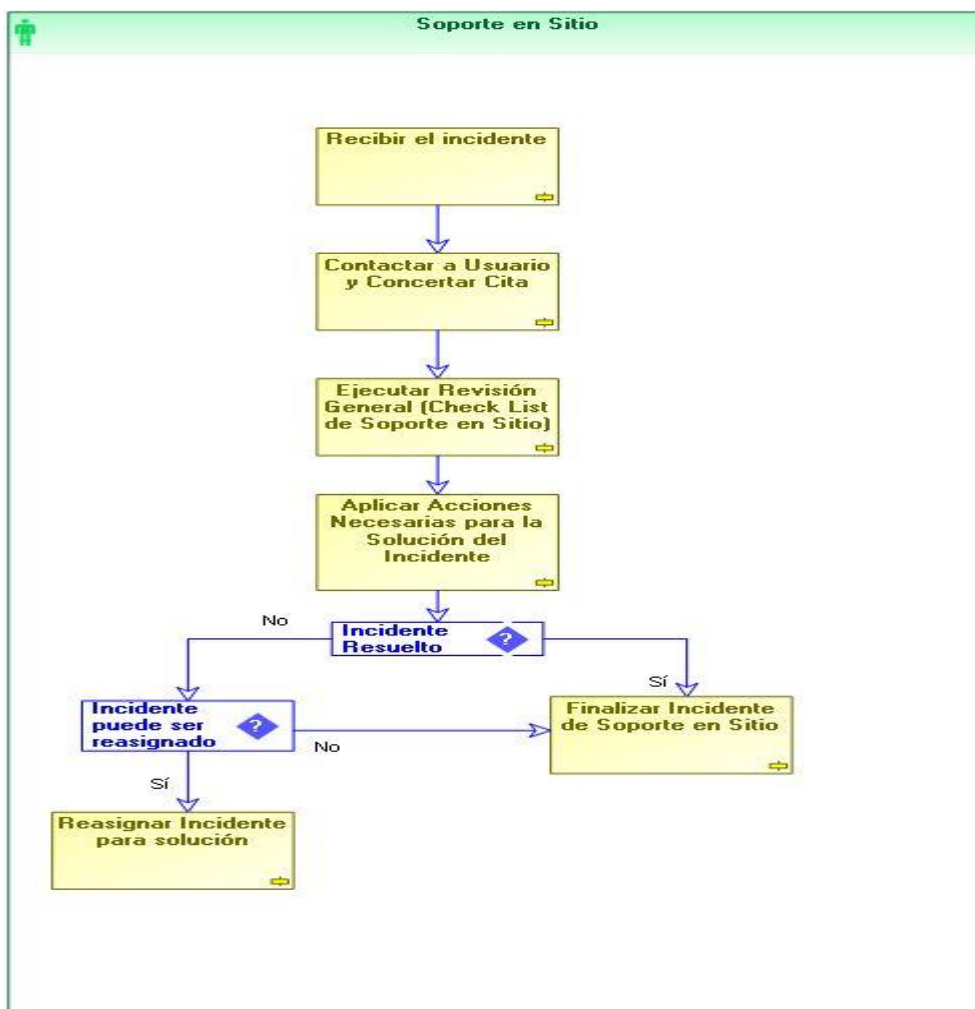 Soporte en Sitio
Recibir el incidente
Contactar a Usuario
y Concertar Cita
Ejecutar Revisión
General (Check List
de Soporte en Sitio)
Aplicar Acciones
Necesarias para la
Solución del
Incidente
No
Incidente
Resuelto
?
Sí
Incidente
puede ser
reasignado
?
No
Finalizar Incidente
de Soporte en Sitio
Sí
Reasignar Incidente
para solución